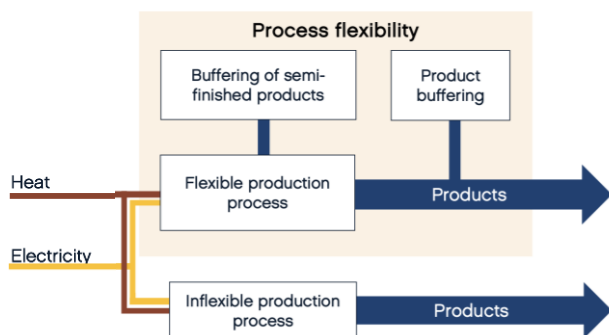 Process flexibility
Buffering of semi-
finished products
Product
buffering
Heat
Flexible production
process
Products
Electricity
Inflexible production
process
Products